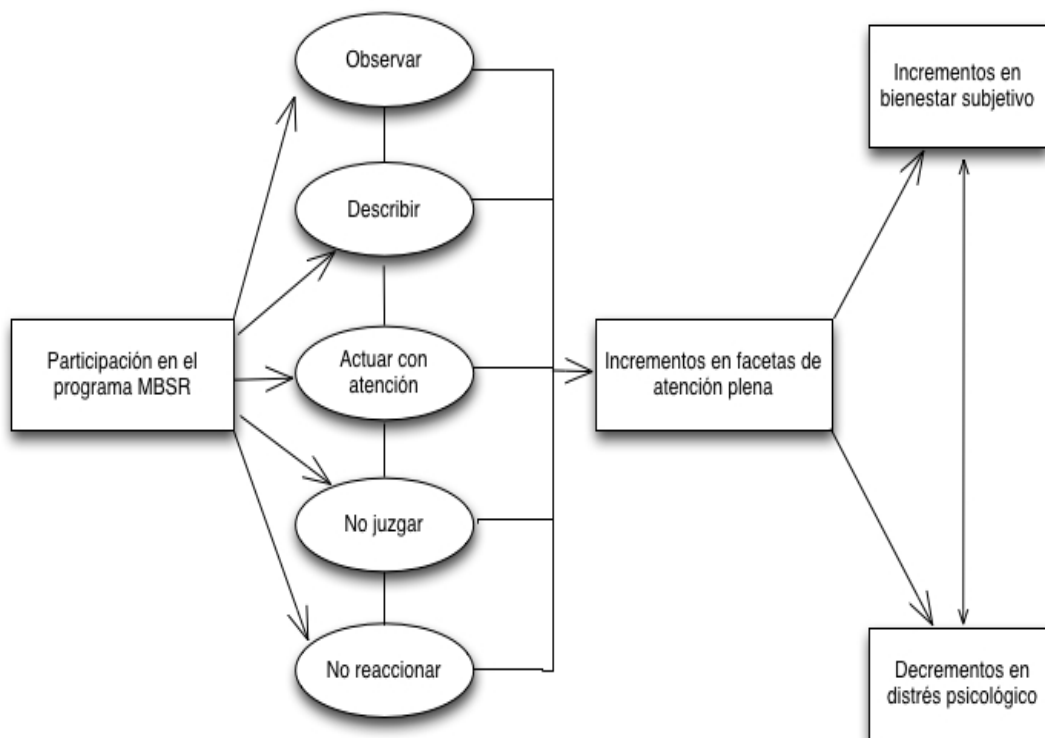 Observar
Describir
Actuar con
atención
No juzgar
No reaccionar
Participación en el
programa MBSR
Incrementos en facetas de
atención plena
Incrementos en
bienestar subjetivo
Decrementos en
distrés psicológico